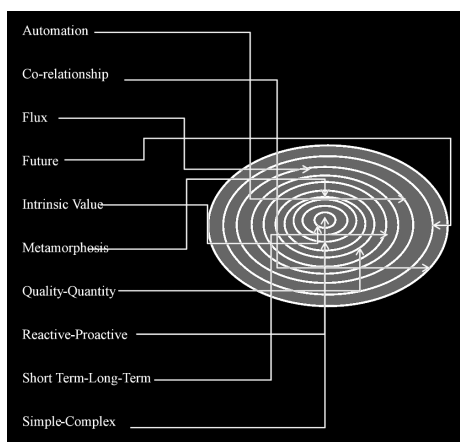 Automation
Co-relationship
Flux
Future
Intrinsic Value
Metamorphosis
Quality-Quantity
Reactive-Proactive
Short Term-Long-Term
Simple-Complex